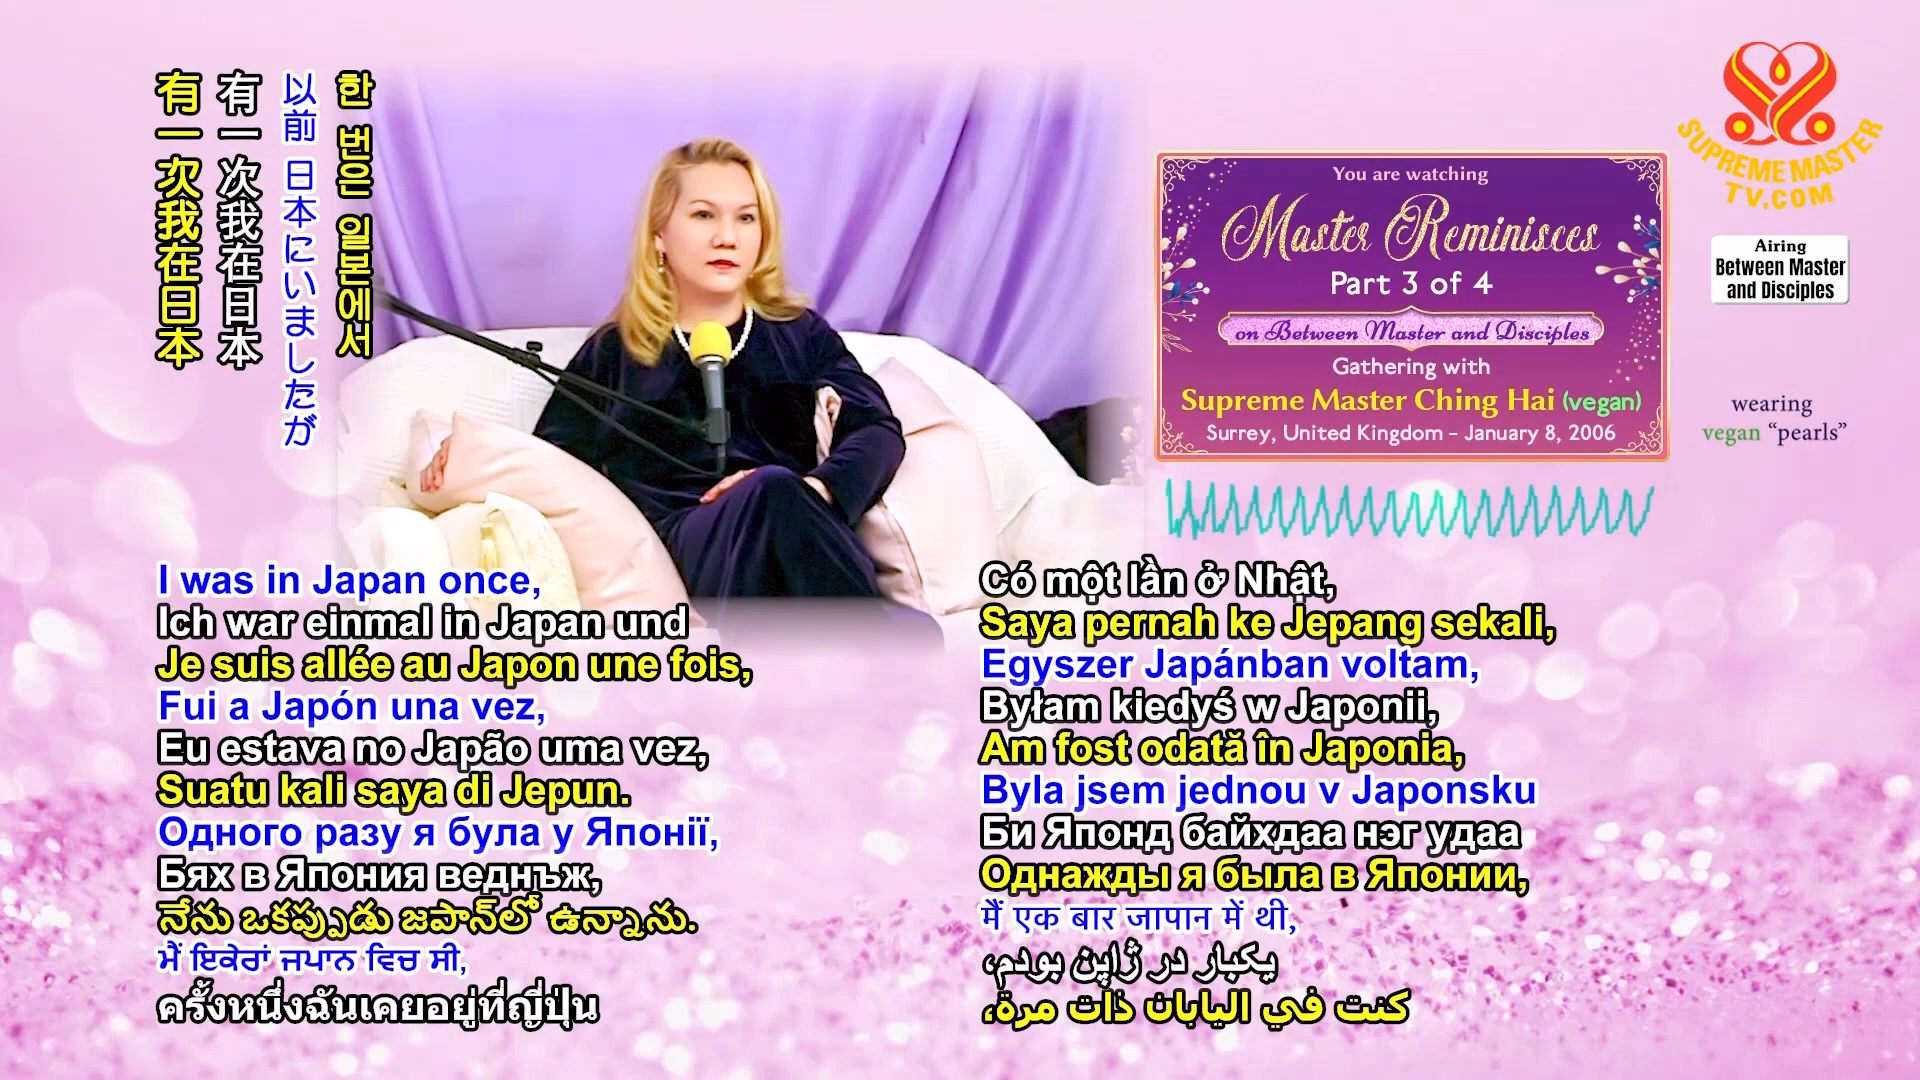 有一次我在日本
有一次我在日本
以前 日本にいましたが
한 번은 일본에서
You are watching
Master Reminisces
Part 3 of 4
on Between Master and Disciples
Gathering with
Supreme Master Ching Hai (vegan)
Surrey, United Kingdom – January 8, 2006
SUPREME MASTER
TV.COM
Airing
Between Master
and Disciples
wearing
vegan “pearls”
I was in Japan once,
Ich war einmal in Japan und
Je suis allée au Japon une fois,
Fui a Japón una vez,
Eu estava no Japão uma vez,
Suatu kali saya di Jepun.
Одного разу я була у Японії,
Бях в Япония веднъж,
నేను ఒకప్పుడు జపాన్‌లో ఉన్నాను.
ਮੈਂ ਇਕੇਰਾਂ ਜਪਾਨ ਵਿਚ ਸੀ,
ครั้งหนึ่งฉันเคยอยู่ที่ญี่ปุ่น
Có một lần ở Nhật,
Saya pernah ke Jepang sekali,
Egyszer Japánban voltam,
Byłam kiedyś w Japonii,
Am fost odată în Japonia,
Byla jsem jednou v Japonsku
Би Японд байхдаа нэг удаа
Однажды я была в Японии,
मैं एक बार जापान में थी,
یکبار در ژاپن بودم،
كنت في اليابان ذات مرة،